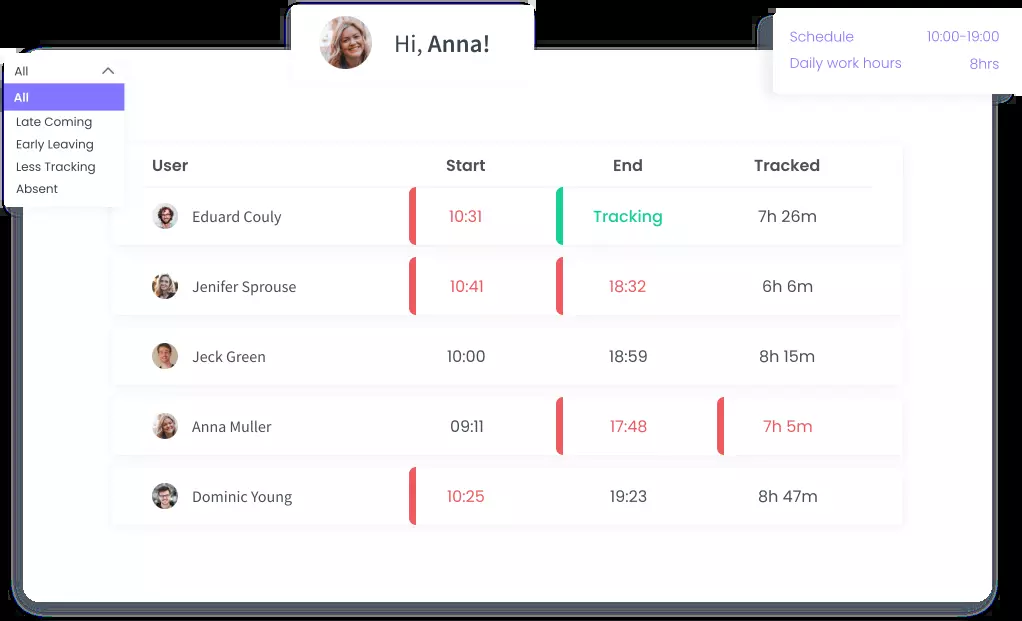 Hi, Anna!
Schedule 10:00-19:00
Daily work hours 8hrs
All
All
Late Coming
Early Leaving
Less Tracking
Absent
User Start End Tracked
Eduard Couly 10:31 Tracking 7h 26m
Jenifer Sprouse 10:41 18:32 6h 6m
Jeck Green 10:00 18:59 8h 15m
Anna Muller 09:11 17:48 7h 5m
Dominic Young 10:25 19:23 8h 47m